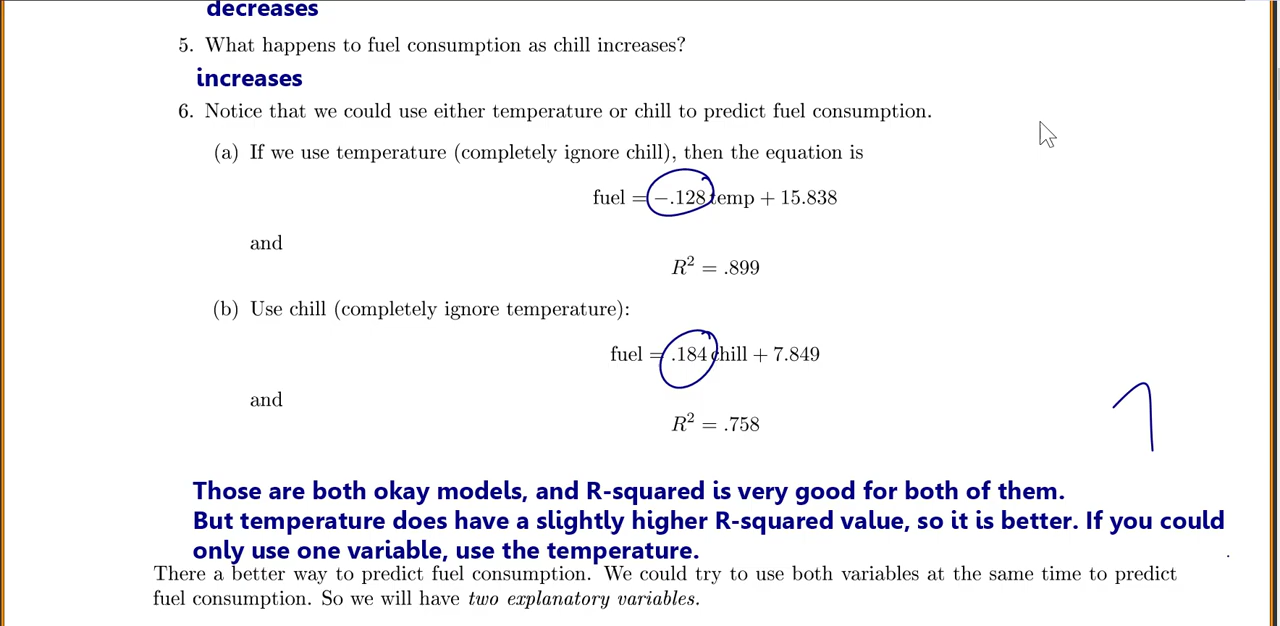 decreases
5. What happens to fuel consumption as chill increases?
increases
6. Notice that we could use either temperature or chill to predict fuel consumption.
(a) If we use temperature (completely ignore chill), then the equation is
fuel = −.128temp + 15.838
and
R² = .899
(b) Use chill (completely ignore temperature):
fuel = .184chill + 7.849
and
R² = .758
1
Those are both okay models, and R-squared is very good for both of them.
But temperature does have a slightly higher R-squared value, so it is better. If you could
only use one variable, use the temperature.
There a better way to predict fuel consumption. We could try to use both variables at the same time to predict
fuel consumption. So we will have two explanatory variables.